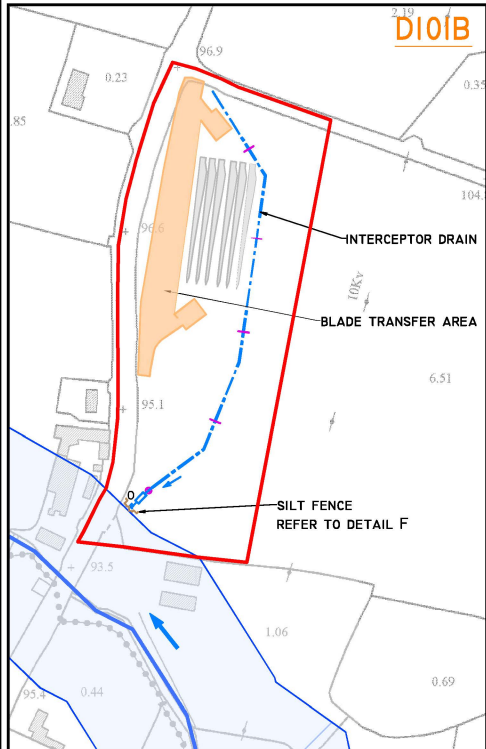 2.19
D101B
96.9
0.23
0.35
.85
104.
96.6
INTERCEPTOR DRAIN
10Kv
BLADE TRANSFER AREA
6.51
95.1
O
SILT FENCE
REFER TO DETAIL F
93.5
1.06
95.4
0.44
0.69